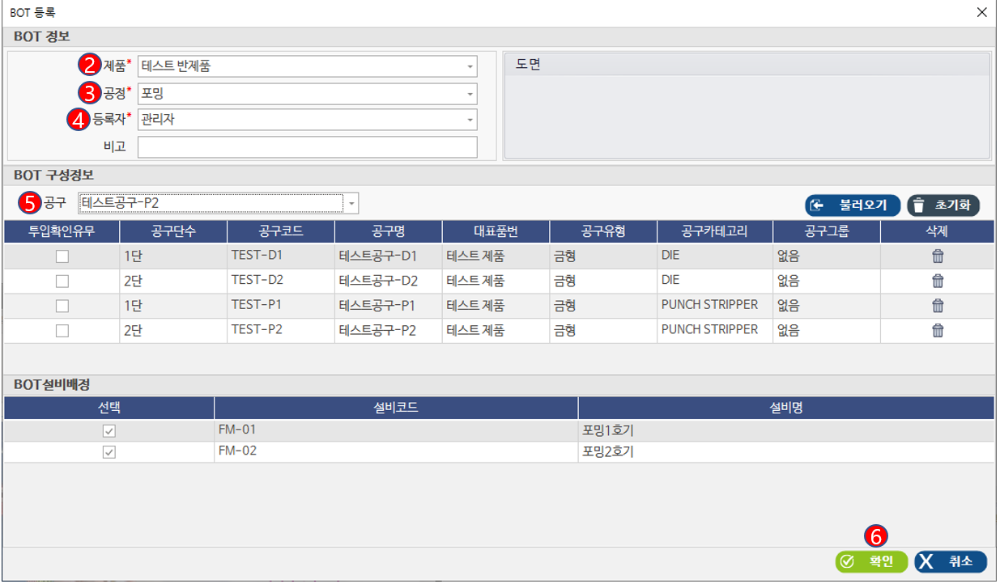 BOT 등록
BOT 정보
2 제품* 테스트 반제품
도면
3 공정* 포밍
4 등록자* 관리자
비고
BOT 구성정보
5 공구 테스트공구-P2
불러오기 초기화
투입확인유무 공구단수 공구코드 공구명 대표품번 공구유형 공구카테고리 공구그룹 삭제
1단 TEST-D1 테스트공구-D1 테스트 제품 금형 DIE 없음
2단 TEST-D2 테스트공구-D2 테스트 제품 금형 DIE 없음
1단 TEST-P1 테스트공구-P1 테스트 제품 금형 PUNCH STRIPPER 없음
2단 TEST-P2 테스트공구-P2 테스트 제품 금형 PUNCH STRIPPER 없음
BOT설비배정
선택 설비코드 설비명
FM-01 포밍1호기
FM-02 포밍2호기
6
확인 취소